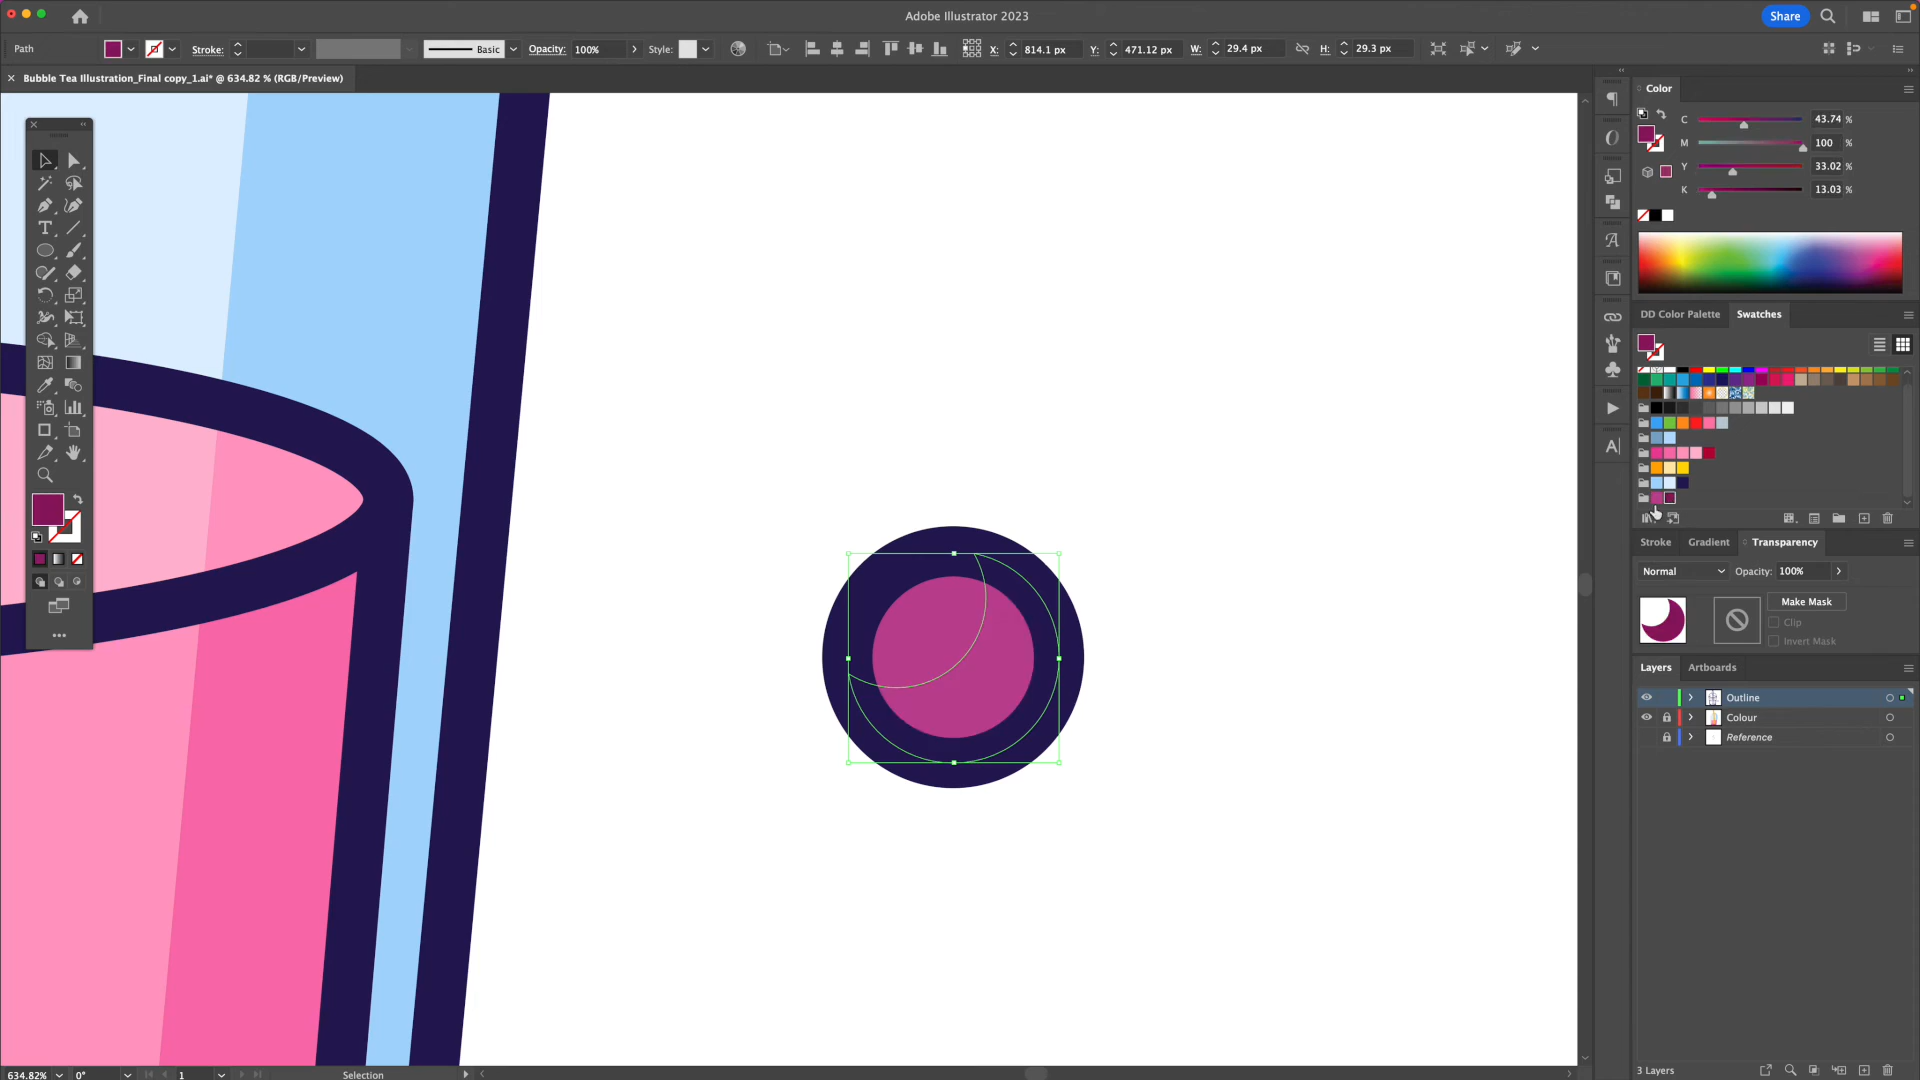 Adobe Illustrator 2023
Share
Path
Stroke:
Basic
Opacity: 100%
Style:
X: 814.1 px
Y: 471.12 px
W: 29.4 px
H: 29.3 px
Bubble Tea Illustration_Final copy_1.ai* @ 634.82 % (RGB/Preview)
Color
C 43.74 %
M 100 %
Y 33.02 %
K 13.03 %
DD Color Palette Swatches
Stroke Gradient Transparency
Normal Opacity: 100%
Make Mask
Clip
Invert Mask
Layers Artboards
Outline
Colour
Reference
3 Layers
634.82% 0° 1 Selection